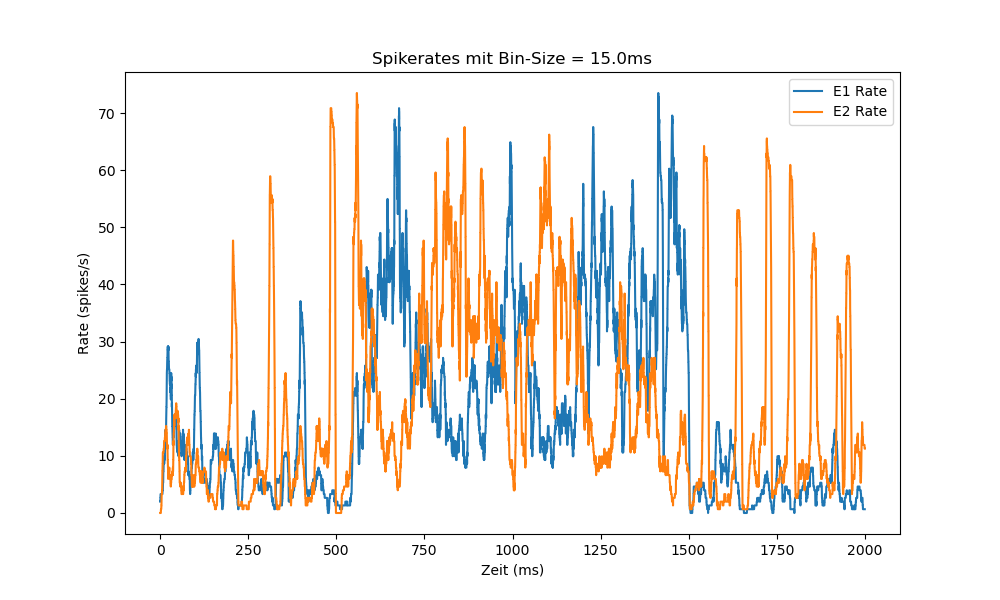 Spikerates mit Bin-Size = 15.0ms
E1 Rate
E2 Rate
Rate (spikes/s)
70
60
50
40
30
20
10
0
0 250 500 750 1000 1250 1500 1750 2000
Zeit (ms)